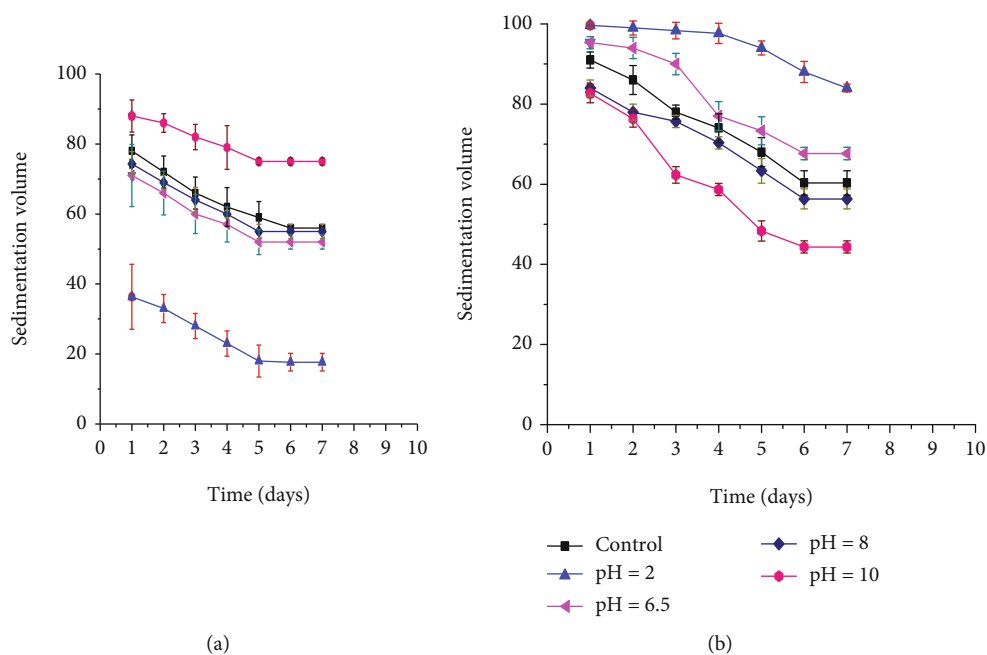 100
80
60
40
20
0
Sedimentation volume
0 1 2 3 4 5 6 7 8 9 10
Time (days)
(a)
100
80
60
40
20
0
Sedimentation volume
0 1 2 3 4 5 6 7 8 9 10
Time (days)
Control
pH = 2
pH = 6.5
pH = 8
pH = 10
(b)